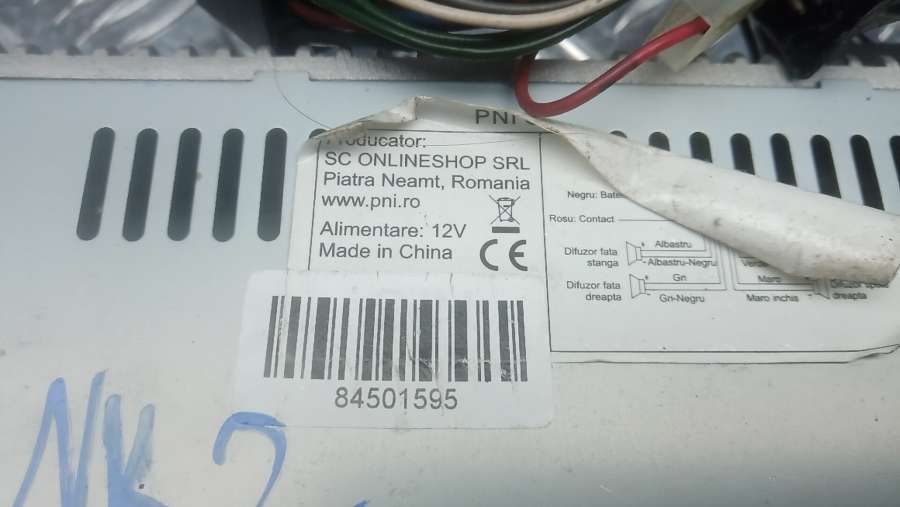 PNI
Producator:
SC ONLINESHOP SRL
Piatra Neamt, Romania
www.pni.ro
Alimentare: 12V
Made in China
CE
84501595
Negru:
Rosu: Contact
Difuzor fata
stanga
+ Albastru
- Albastru-Negru
Difuzor fata
dreapta
+ Gri
- Gri-Negru
Maro
Maro inchis
dreapta